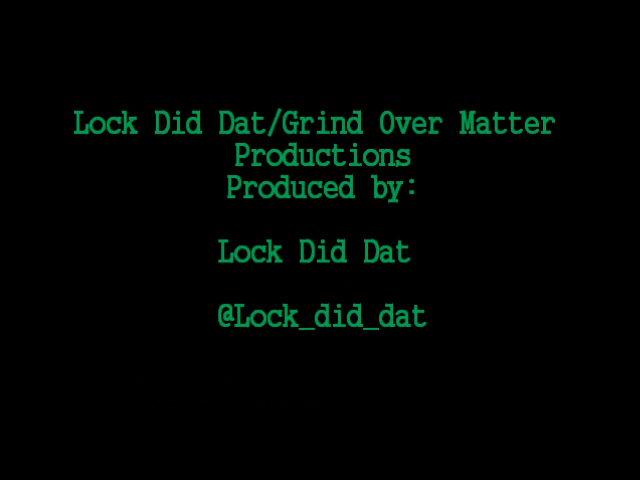 Lock Did Dat/Grind Over Matter
Productions
Produced by:
Lock Did Dat
@Lock_did_dat